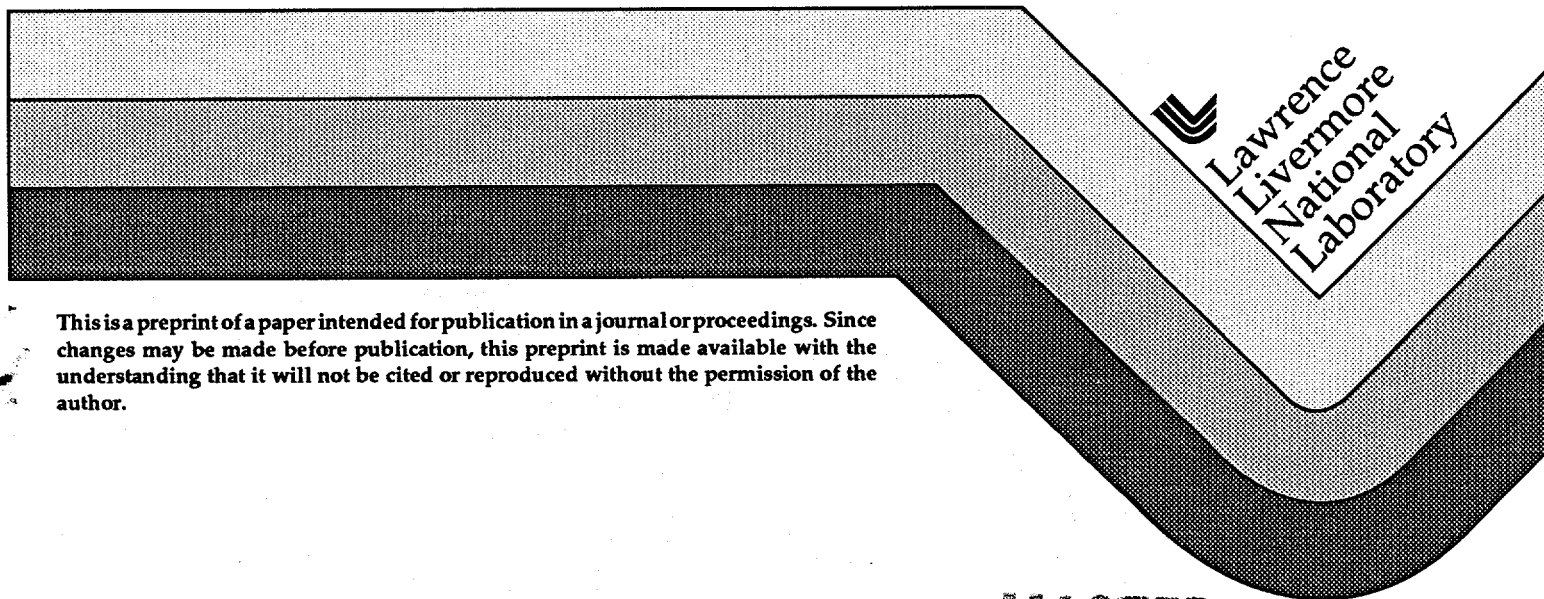 Lawrence
Livermore
National
Laboratory
This is a preprint of a paper intended for publication in a journal or proceedings. Since
changes may be made before publication, this preprint is made available with the
understanding that it will not be cited or reproduced without the permission of the
author.